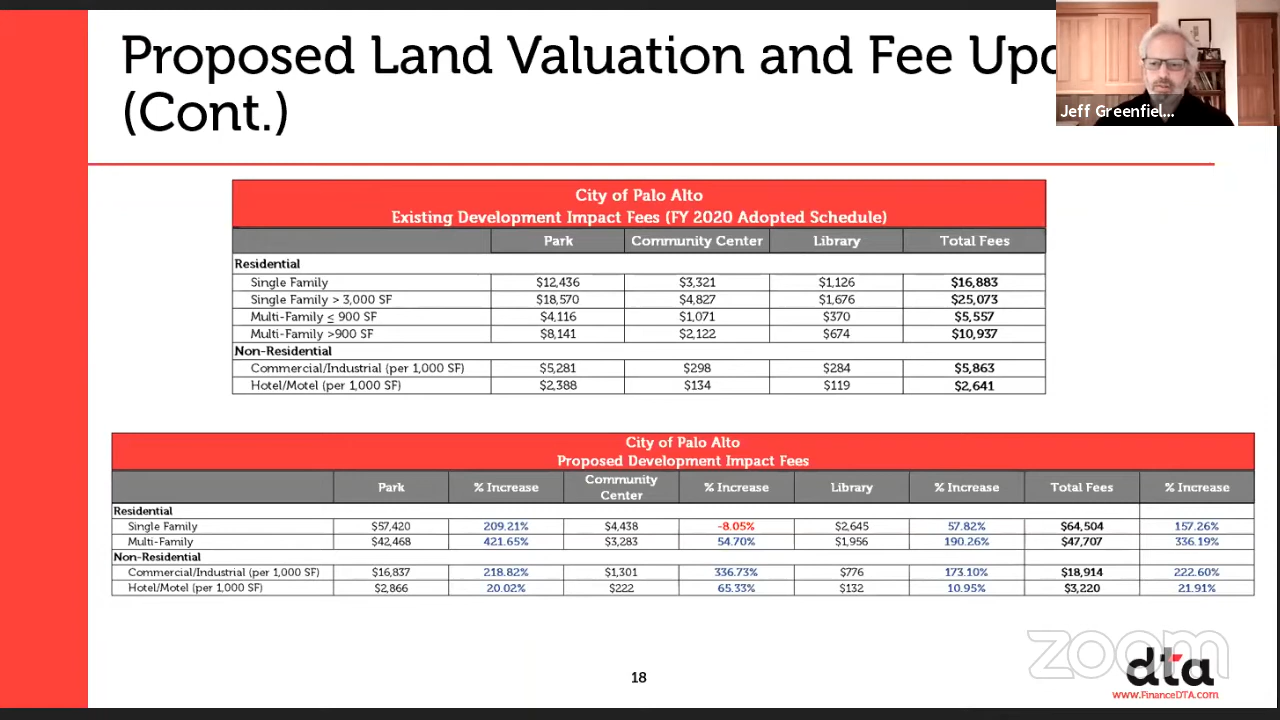 Proposed Land Valuation and Fee
(Cont.)
Jeff Greenfiel...
City of Palo Alto
Existing Development Impact Fees (FY 2020 Adopted Schedule)
Park Community Center Library Total Fees
Residential
Single Family $12,436 $3,321 $1,126 $16,883
Single Family > 3,000 SF $18,570 $4,827 $1,676 $25,073
Multi-Family ≤ 900 SF $4,116 $1,071 $370 $5,557
Multi-Family >900 SF $8,141 $2,122 $674 $10,937
Non-Residential
Commercial/Industrial (per 1,000 SF) $5,281 $298 $284 $5,863
Hotel/Motel (per 1,000 SF) $2,388 $134 $119 $2,641
City of Palo Alto
Proposed Development Impact Fees
Park % Increase Community Center % Increase Library % Increase Total Fees % Increase
Residential
Single Family $57,420 209.21% $4,438 -8.05% $2,645 57.82% $64,504 157.26%
Multi-Family $42,468 421.65% $3,283 54.70% $1,956 190.26% $47,707 336.19%
Non-Residential
Commercial/Industrial (per 1,000 SF) $16,837 218.82% $1,301 336.73% $776 173.10% $18,914 222.60%
Hotel/Motel (per 1,000 SF) $2,866 20.02% $222 65.33% $132 10.95% $3,220 21.91%
18
zoom
dta
www.FinanceDTA.com